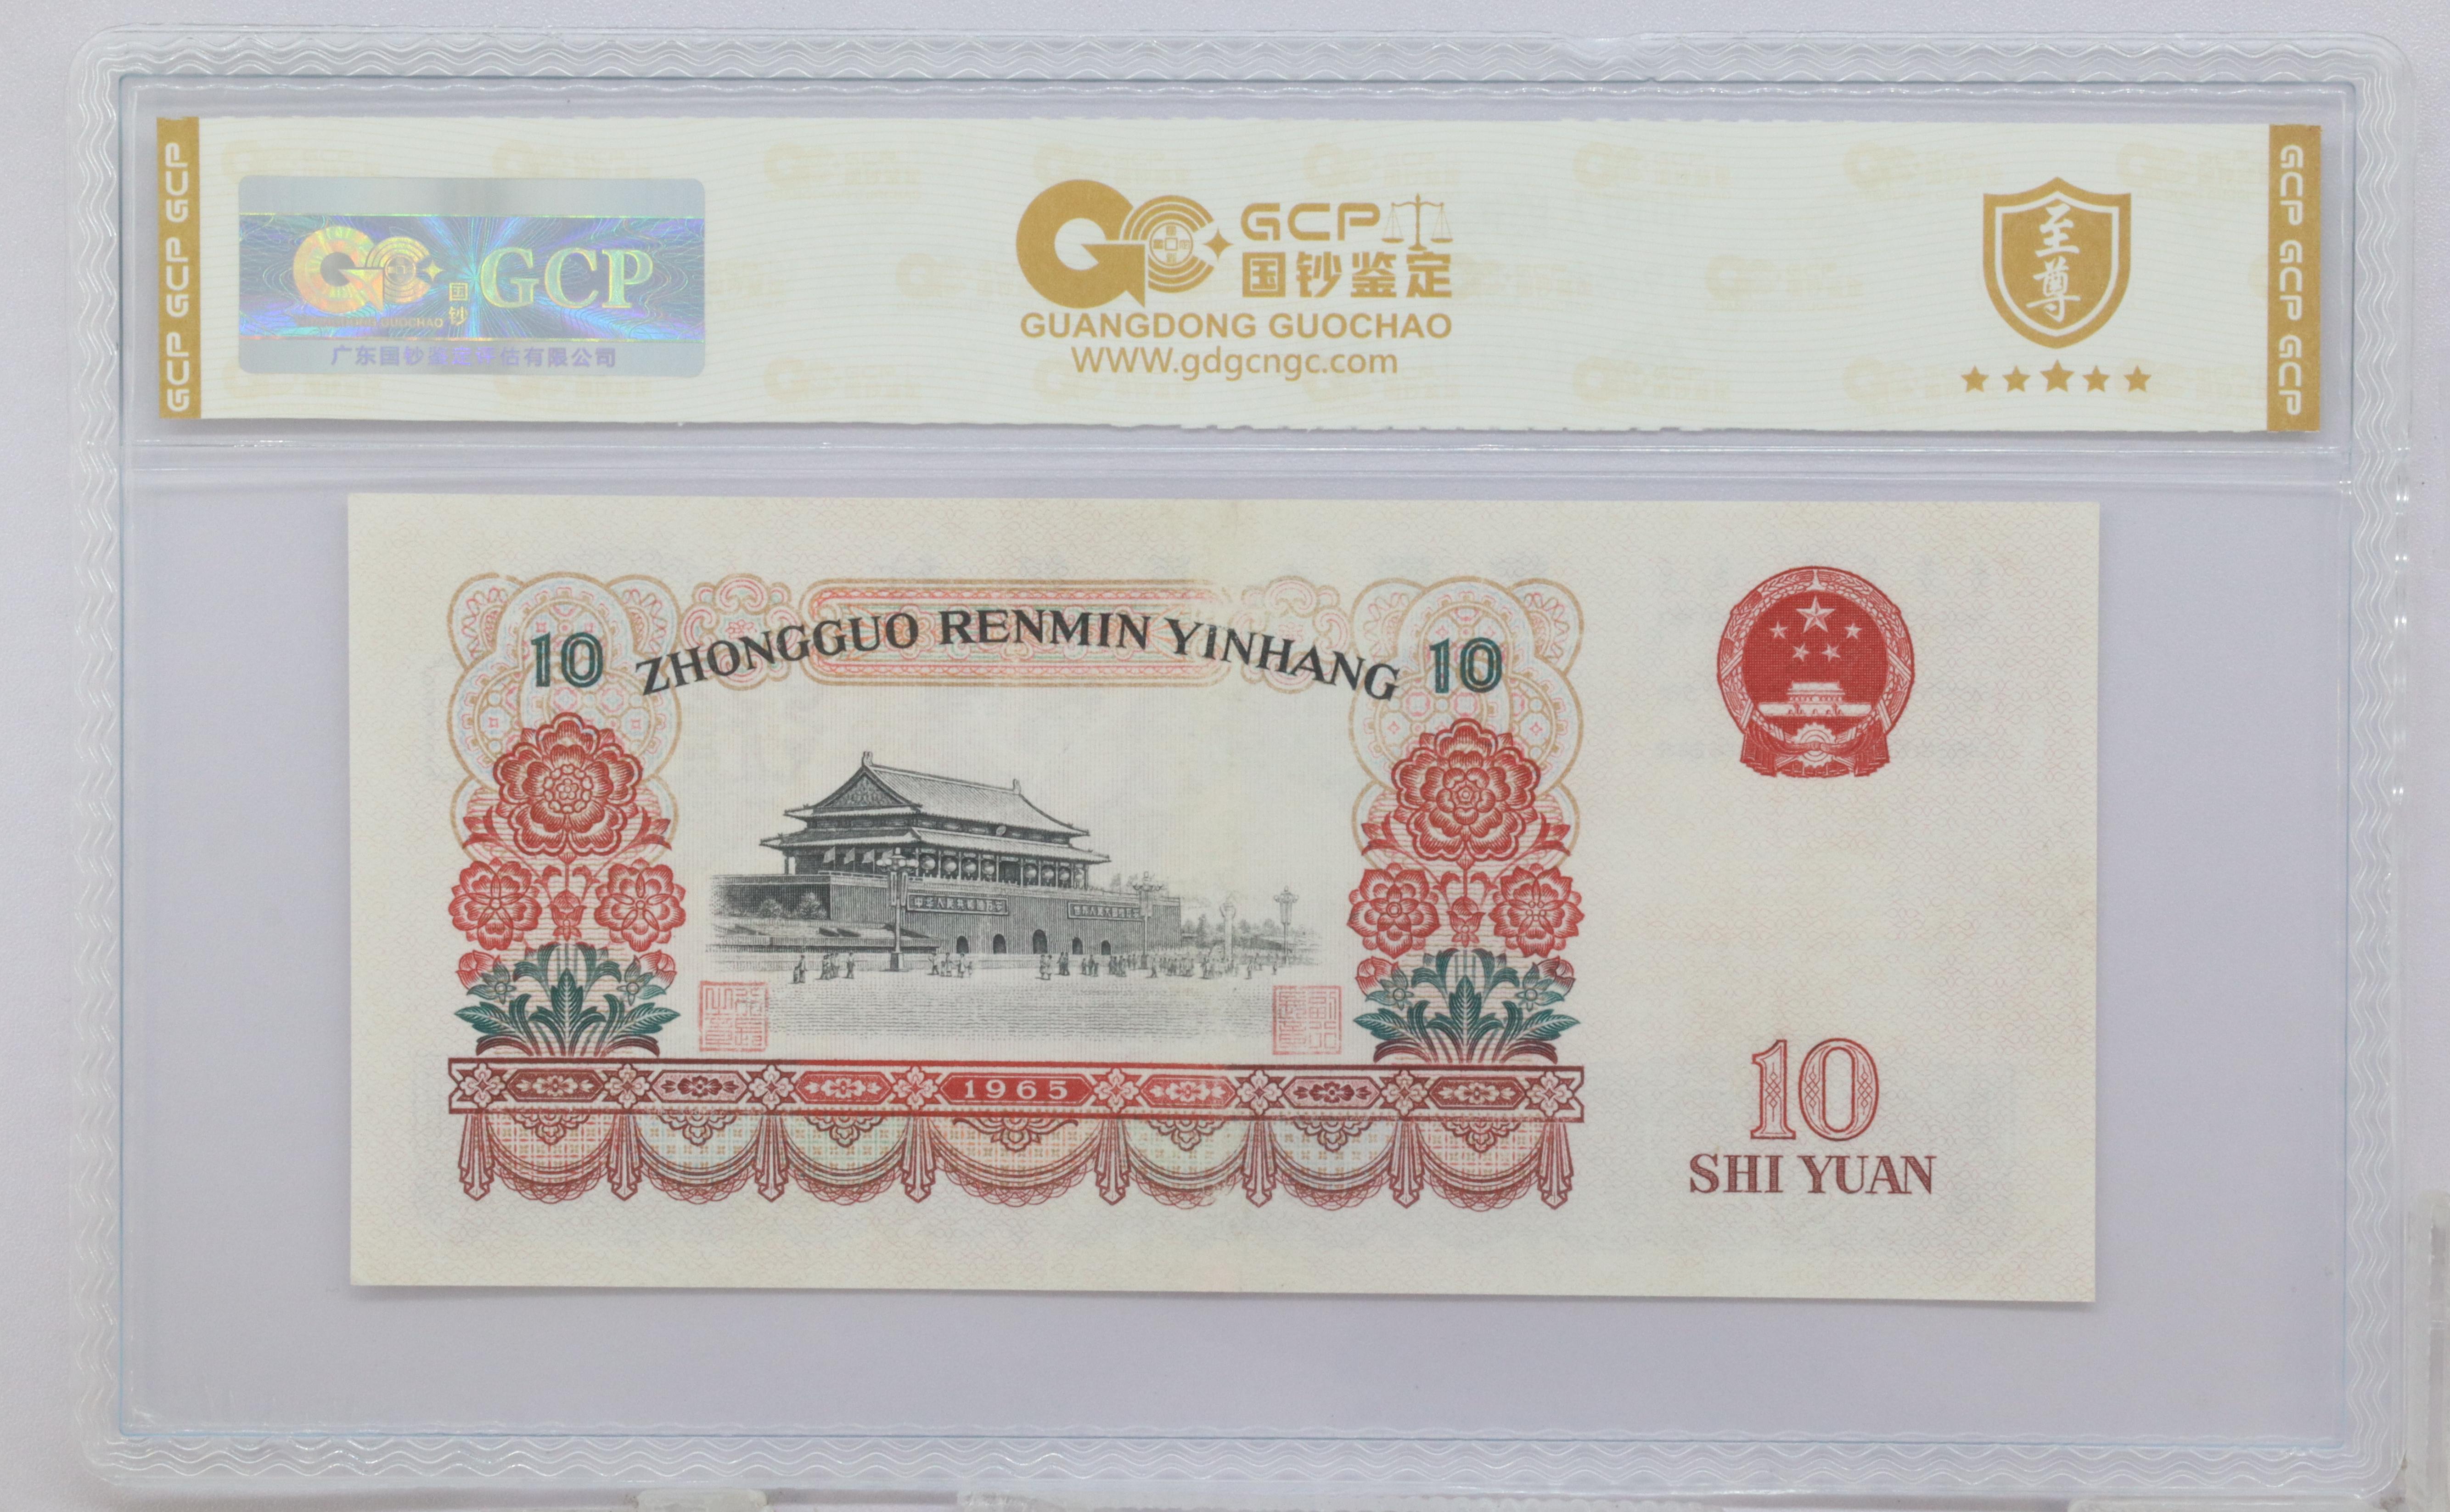 GCP GCP GCP
GCP
国钞
GUOCHAO
广东国钞鉴定评估有限公司
GCP
国钞鉴定
GUANGDONG GUOCHAO
WWW.gdgcngc.com
至尊
GCP GCP GCP
10 ZHONGGUO RENMIN YINHANG 10
1965
10
SHI YUAN